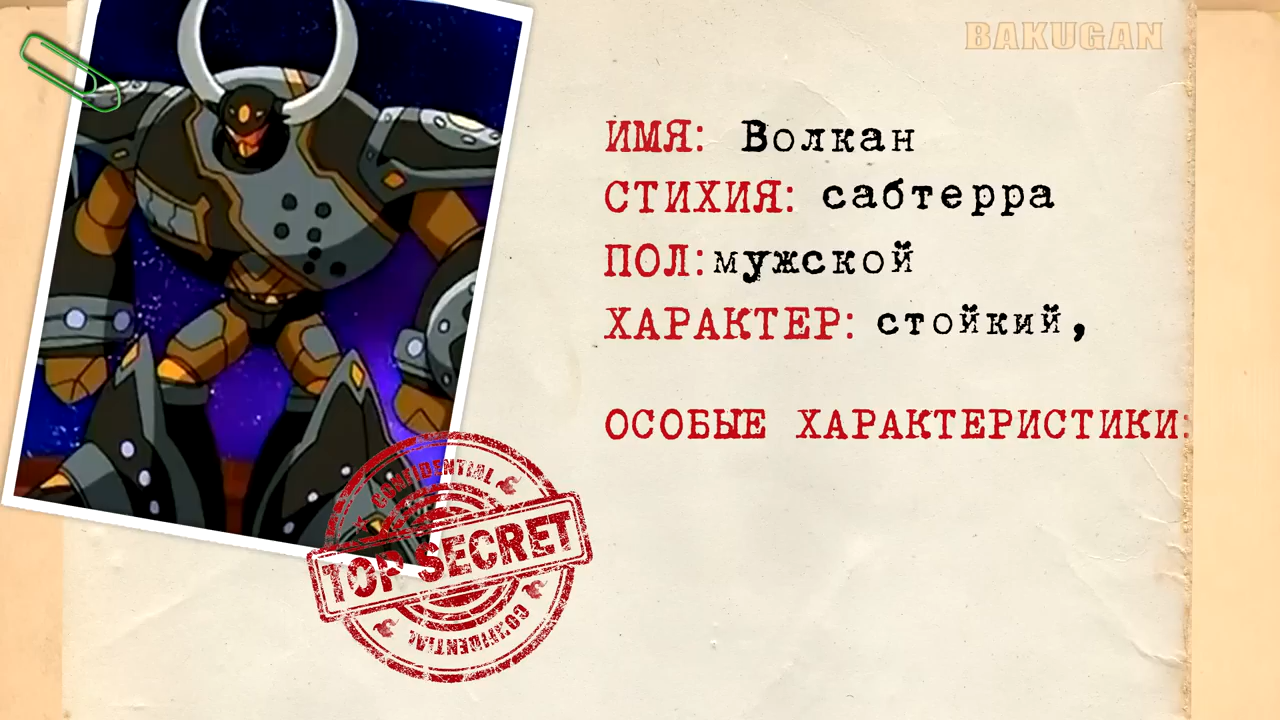 BAKUGAN
ИМЯ: Волкан
СТИХИЯ: сабтерра
ПОЛ:мужской
ХАРАКТЕР: стойкий,
ОСОБЫЕ ХАРАКТЕРИСТИКИ:
CONFIDENTIAL
TOP SECRET
CONFIDENTIAL